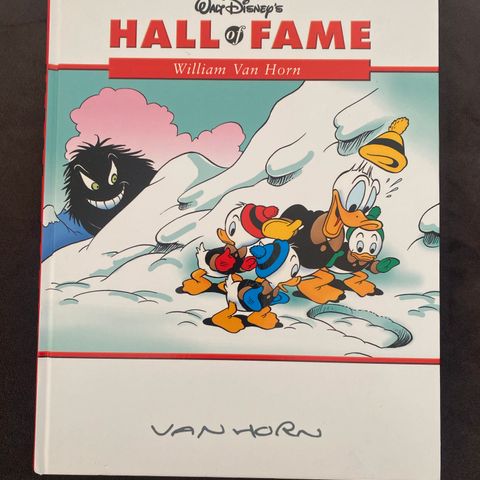 Walt Disney's
HALL of FAME
William Van Horn
VAN HORN